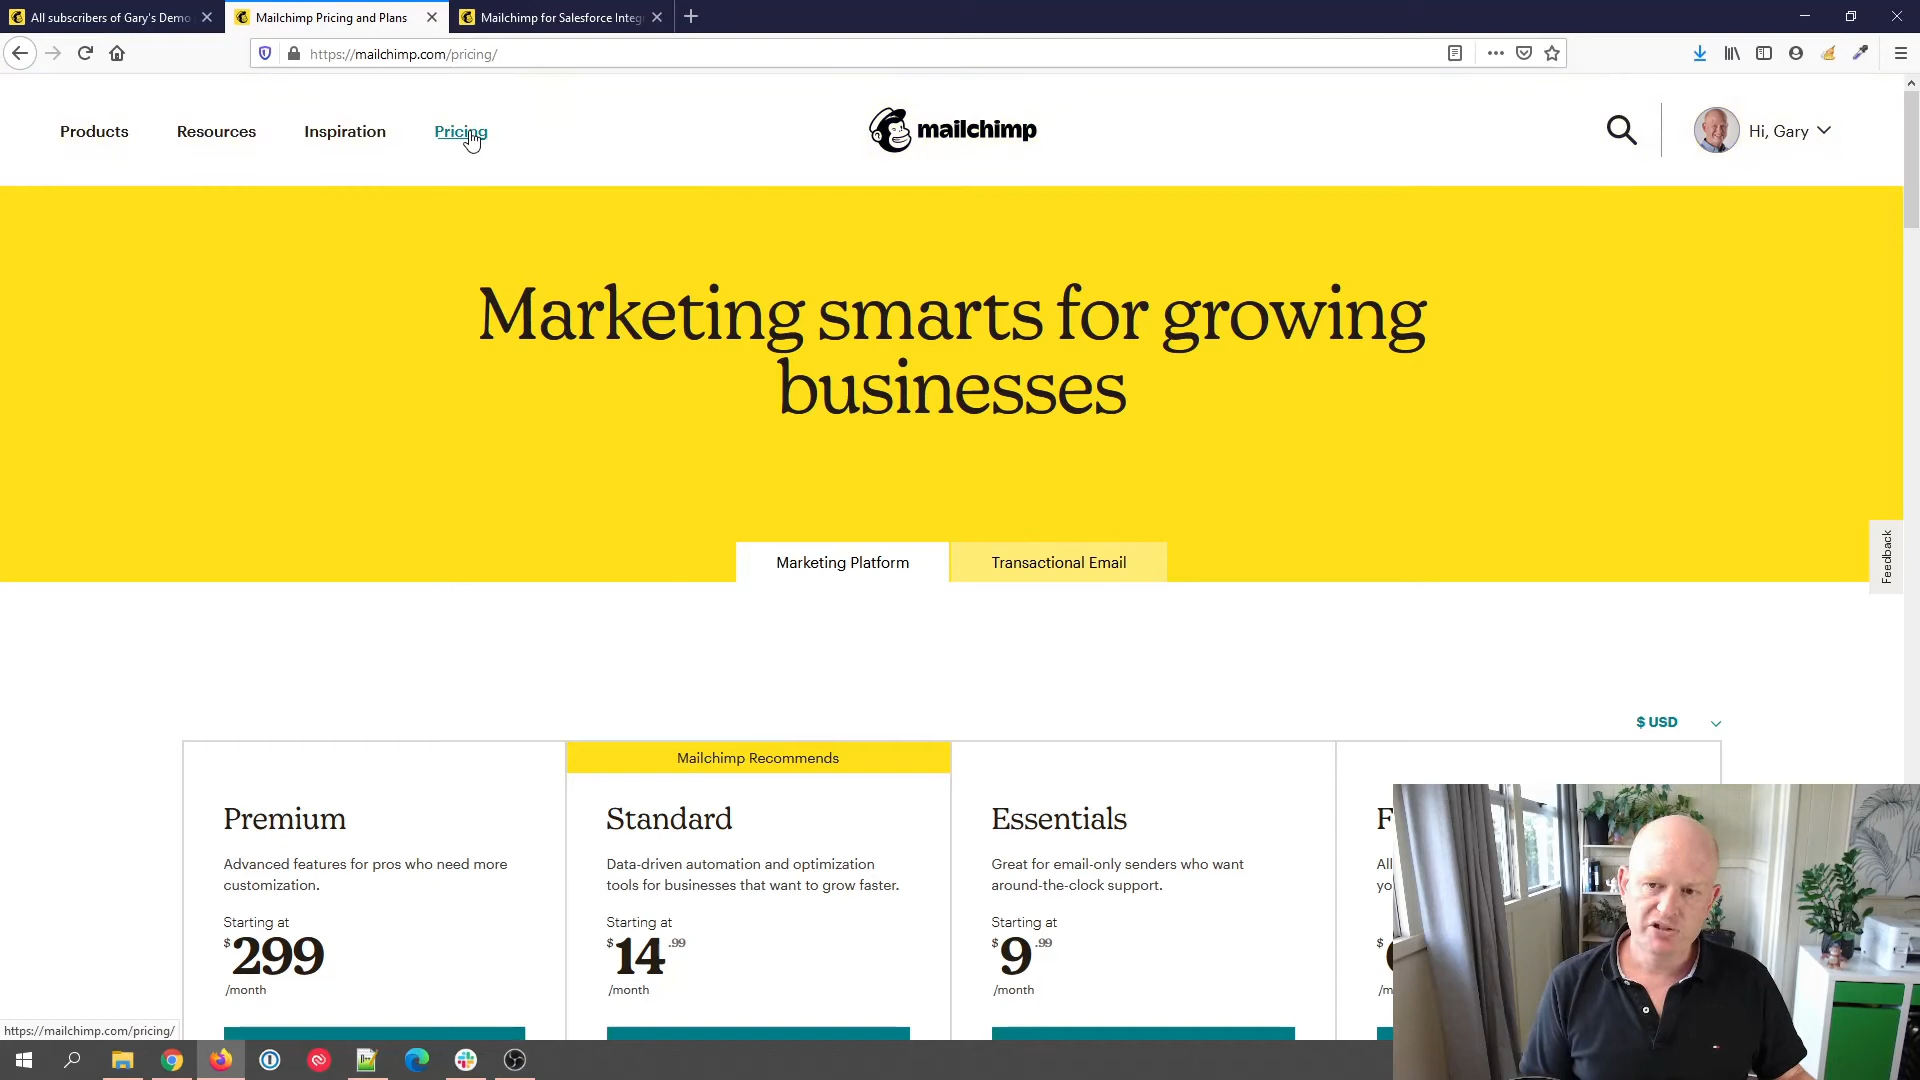 All subscribers of Gary's Demo
Mailchimp Pricing and Plans
Mailchimp for Salesforce Integ
https://mailchimp.com/pricing/
Products
Resources
Inspiration
Pricing
mailchimp
Hi, Gary
Marketing smarts for growing
businesses
Marketing Platform
Transactional Email
Feedback
$ USD
Mailchimp Recommends
Premium
Advanced features for pros who need more
customization.
Starting at
$299
/month
Standard
Data-driven automation and optimization
tools for businesses that want to grow faster.
Starting at
$14.99
/month
Essentials
Great for email-only senders who want
around-the-clock support.
Starting at
$9.99
/month
F
All
yo
$
/m
https://mailchimp.com/pricing/